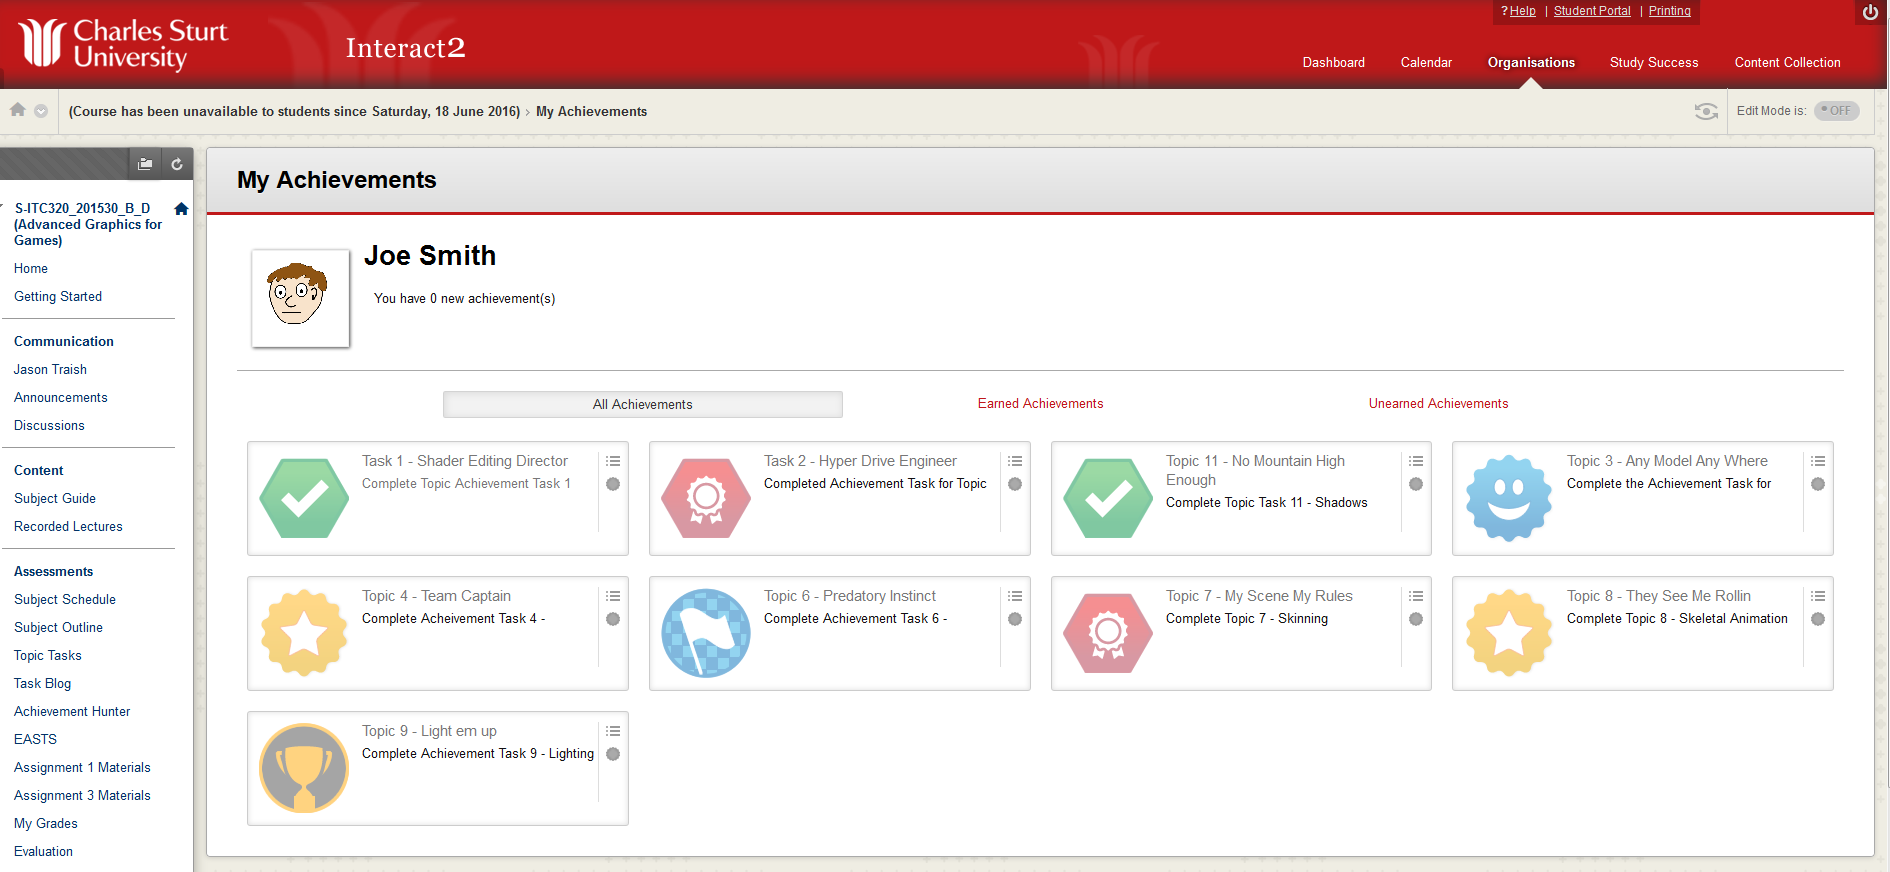 Charles Sturt
University
Interact2
? Help | Student Portal | Printing
Dashboard Calendar Organisations Study Success Content Collection
(Course has been unavailable to students since Saturday, 18 June 2016) > My Achievements
Edit Mode is: OFF
S-ITC320_201530_B_D
(Advanced Graphics for
Games)
Home
Getting Started
Communication
Jason Traish
Announcements
Discussions
Content
Subject Guide
Recorded Lectures
Assessments
Subject Schedule
Subject Outline
Topic Tasks
Task Blog
Achievement Hunter
EASTS
Assignment 1 Materials
Assignment 3 Materials
My Grades
Evaluation
My Achievements
Joe Smith
You have 0 new achievement(s)
All Achievements Earned Achievements Unearned Achievements
Task 1 - Shader Editing Director
Complete Topic Achievement Task 1
Task 2 - Hyper Drive Engineer
Completed Achievement Task for Topic
Topic 11 - No Mountain High
Enough
Complete Topic Task 11 - Shadows
Topic 3 - Any Model Any Where
Complete the Achievement Task for
Topic 4 - Team Captain
Complete Acheivement Task 4 -
Topic 6 - Predatory Instinct
Complete Achievement Task 6 -
Topic 7 - My Scene My Rules
Complete Topic 7 - Skinning
Topic 8 - They See Me Rollin
Complete Topic 8 - Skeletal Animation
Topic 9 - Light em up
Complete Achievement Task 9 - Lighting